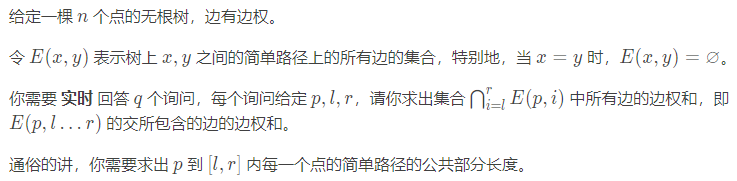 给定一棵 n 个点的无根树，边有边权。
令 E(x, y) 表示树上 x, y 之间的简单路径上的所有边的集合，特别地，当 x = y 时，E(x, y) = ∅。
你需要 实时 回答 q 个询问，每个询问给定 p, l, r，请你求出集合 ⋂_{i=l}^{r} E(p, i) 中所有边的边权和，即
E(p, l … r) 的交所包含的边的边权和。
通俗的讲，你需要求出 p 到 [l, r] 内每一个点的简单路径的公共部分长度。